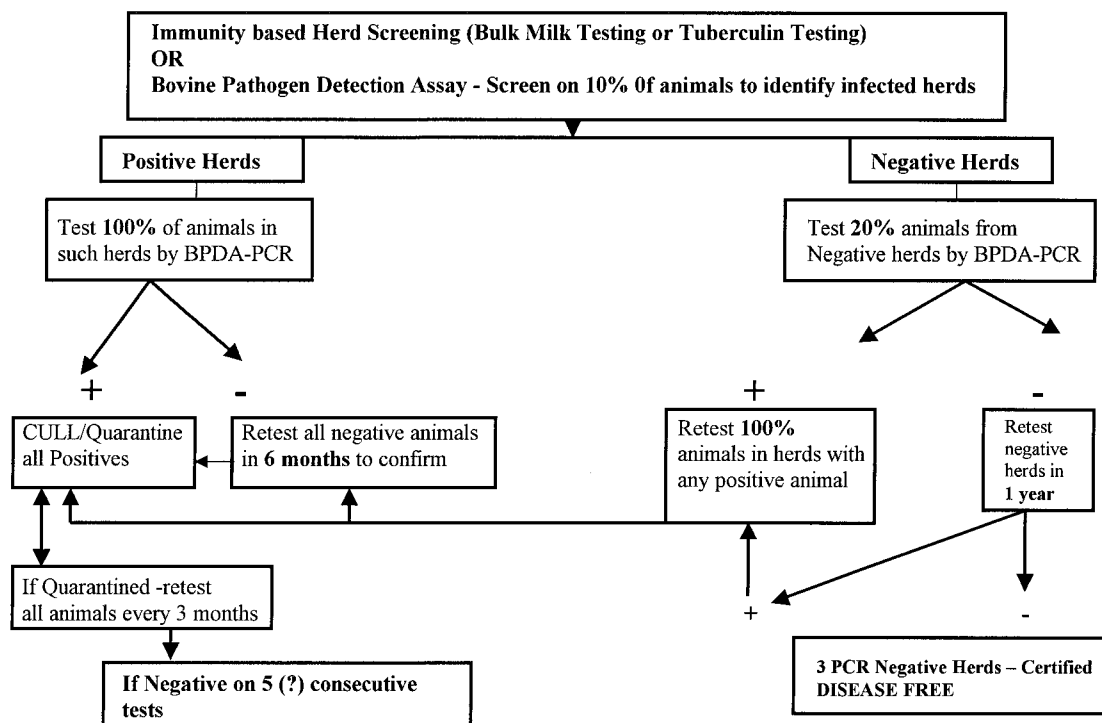 Immunity based Herd Screening (Bulk Milk Testing or Tuberculin Testing)
OR
Bovine Pathogen Detection Assay - Screen on 10% 0f animals to identify infected herds
Positive Herds
Negative Herds
Test 100% of animals in
such herds by BPDA-PCR
Test 20% animals from
Negative herds by BPDA-PCR
+
-
+
-
CULL/Quarantine
all Positives
Retest all negative animals
in 6 months to confirm
Retest 100%
animals in herds with
any positive animal
Retest
negative
herds in
1 year
If Quarantined -retest
all animals every 3 months
+
-
If Negative on 5 (?) consecutive
tests
3 PCR Negative Herds – Certified
DISEASE FREE